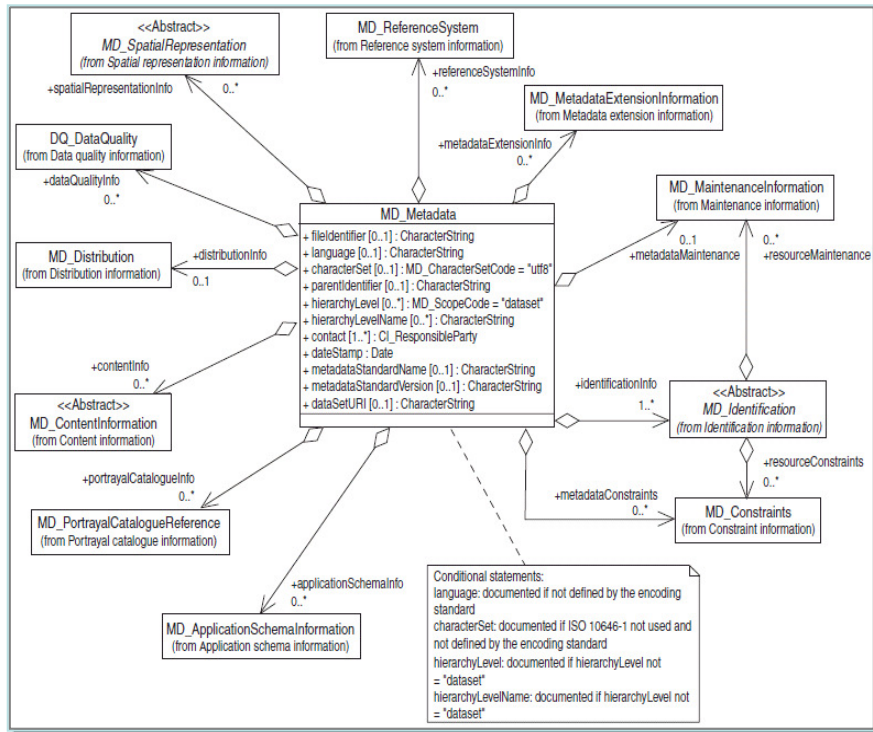 <<Abstract>>
MD_SpatialRepresentation
(from Spatial representation information)
+spatialRepresentationInfo
0..*
MD_ReferenceSystem
(from Reference system information)
+referenceSystemInfo
0..*
MD_MetadataExtensionInformation
(from Metadata extension information)
+metadataExtensionInfo
0..*
DQ_DataQuality
(from Data quality information)
+dataQualityInfo
0..*
MD_MaintenanceInformation
(from Maintenance information)
0..1
+metadataMaintenance
0..*
+resourceMaintenance
MD_Distribution
(from Distribution information)
+distributionInfo
0..1
MD_Metadata
+ fileIdentifier [0..1] : CharacterString
+ language [0..1] : CharacterString
+ characterSet [0..1] : MD_CharacterSetCode = "utf8"
+ parentIdentifier [0..1] : CharacterString
+ hierarchyLevel [0..*] : MD_ScopeCode = "dataset"
+ hierarchyLevelName [0..*] : CharacterString
+ contact [1..*] : CI_ResponsibleParty
+ dateStamp : Date
+ metadataStandardName [0..1] : CharacterString
+ metadataStandardVersion [0..1] : CharacterString
+ dataSetURI [0..1] : CharacterString
+contentInfo
0..*
<<Abstract>>
MD_ContentInformation
(from Content information)
+identificationInfo
1..*
<<Abstract>>
MD_Identification
(from Identification information)
+resourceConstraints
0..*
+metadataConstraints
0..*
MD_Constraints
(from Constraint information)
+portrayalCatalogueInfo
0..*
MD_PortrayalCatalogueReference
(from Portrayal catalogue information)
+applicationSchemaInfo
0..*
MD_ApplicationSchemaInformation
(from Application schema information)
Conditional statements:
language: documented if not defined by the encoding
standard
characterSet: documented if ISO 10646-1 not used and
not defined by the encoding standard
hierarchyLevel: documented if hierarchyLevel not
= "dataset"
hierarchyLevelName: documented if hierarchyLevel not
= "dataset"